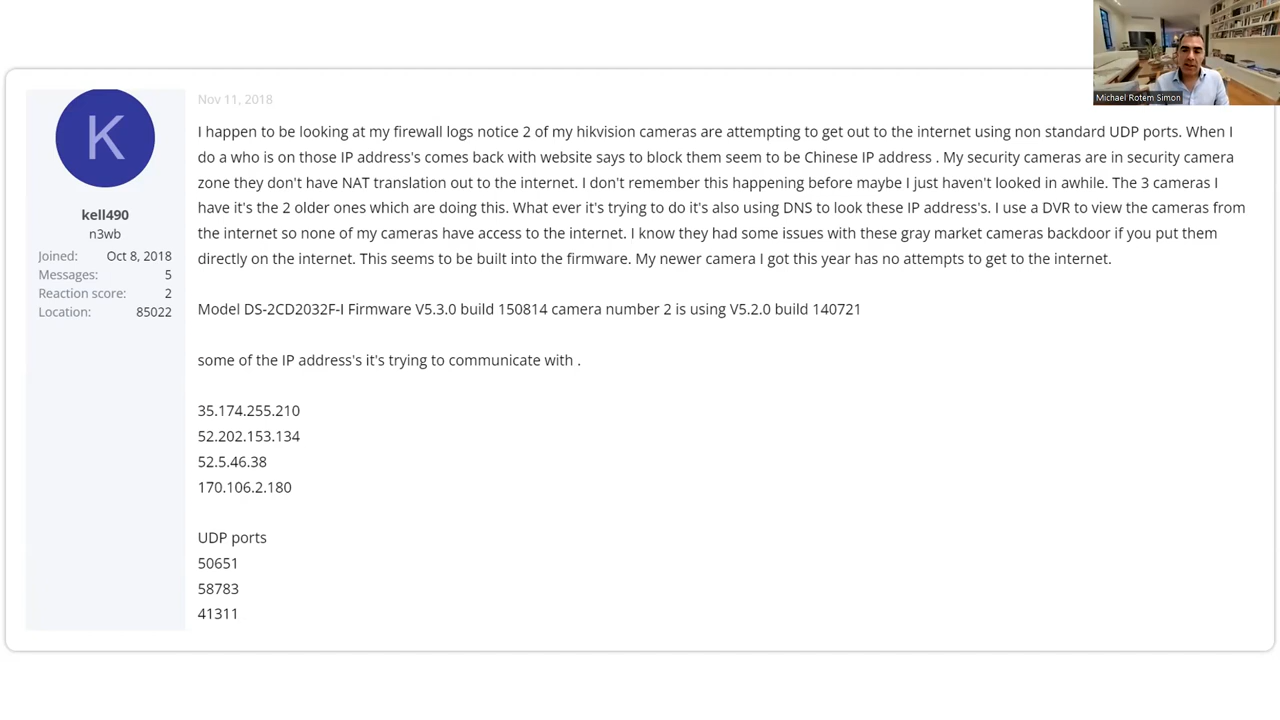 Michael Rotem Simon
K
kell490
n3wb
Joined: Oct 8, 2018
Messages: 5
Reaction score: 2
Location: 85022
Nov 11, 2018
I happen to be looking at my firewall logs notice 2 of my hikvision cameras are attempting to get out to the internet using non standard UDP ports. When I
do a who is on those IP address's comes back with website says to block them seem to be Chinese IP address . My security cameras are in security camera
zone they don't have NAT translation out to the internet. I don't remember this happening before maybe I just haven't looked in awhile. The 3 cameras I
have it's the 2 older ones which are doing this. What ever it's trying to do it's also using DNS to look these IP address's. I use a DVR to view the cameras from
the internet so none of my cameras have access to the internet. I know they had some issues with these gray market cameras backdoor if you put them
directly on the internet. This seems to be built into the firmware. My newer camera I got this year has no attempts to get to the internet.
Model DS-2CD2032F-I Firmware V5.3.0 build 150814 camera number 2 is using V5.2.0 build 140721
some of the IP address's it's trying to communicate with .
35.174.255.210
52.202.153.134
52.5.46.38
170.106.2.180
UDP ports
50651
58783
41311